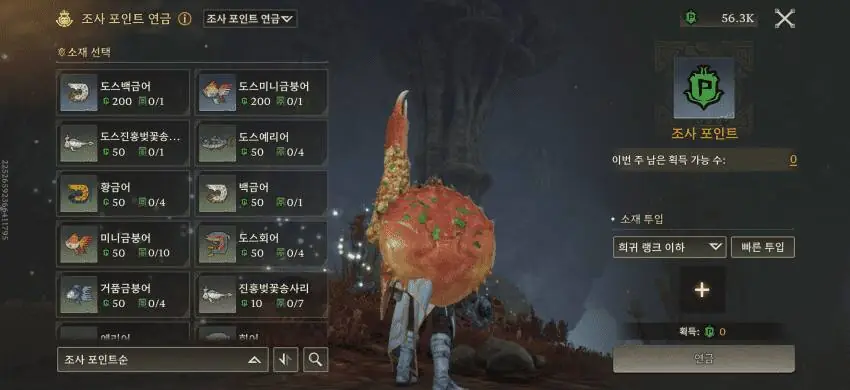 조사 포인트 연금
조사 포인트 연금
56.3K
소재 선택
도스백금어
200 0/1
도스미니금붕어
200 0/1
도스진홍벚꽃송...
50 0/1
도스예리어
50 0/4
황금어
50 0/4
백금어
50 0/1
미니금붕어
50 0/10
도스회어
50 0/4
거품금붕어
50 0/4
진홍벚꽃송사리
10 0/7
예리어
회어
조사 포인트순
조사 포인트
이번 주 남은 획득 가능 수: 0
소재 투입
희귀 랭크 이하
빠른 투입
획득: 0
연금